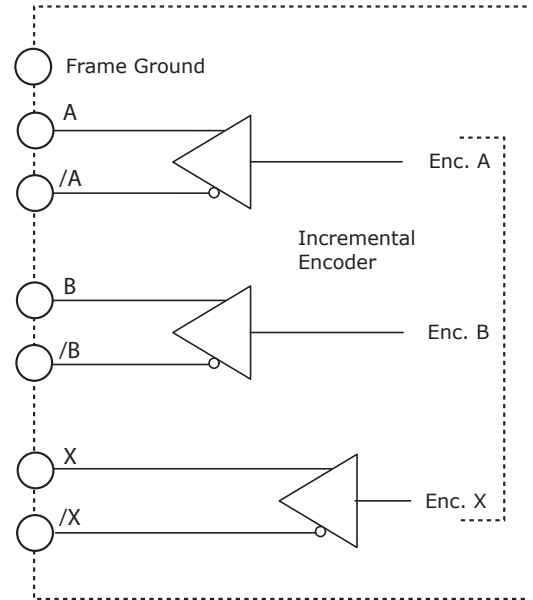 Frame Ground
A
/A
Enc. A
Incremental
Encoder
B
/B
Enc. B
X
/X
Enc. X